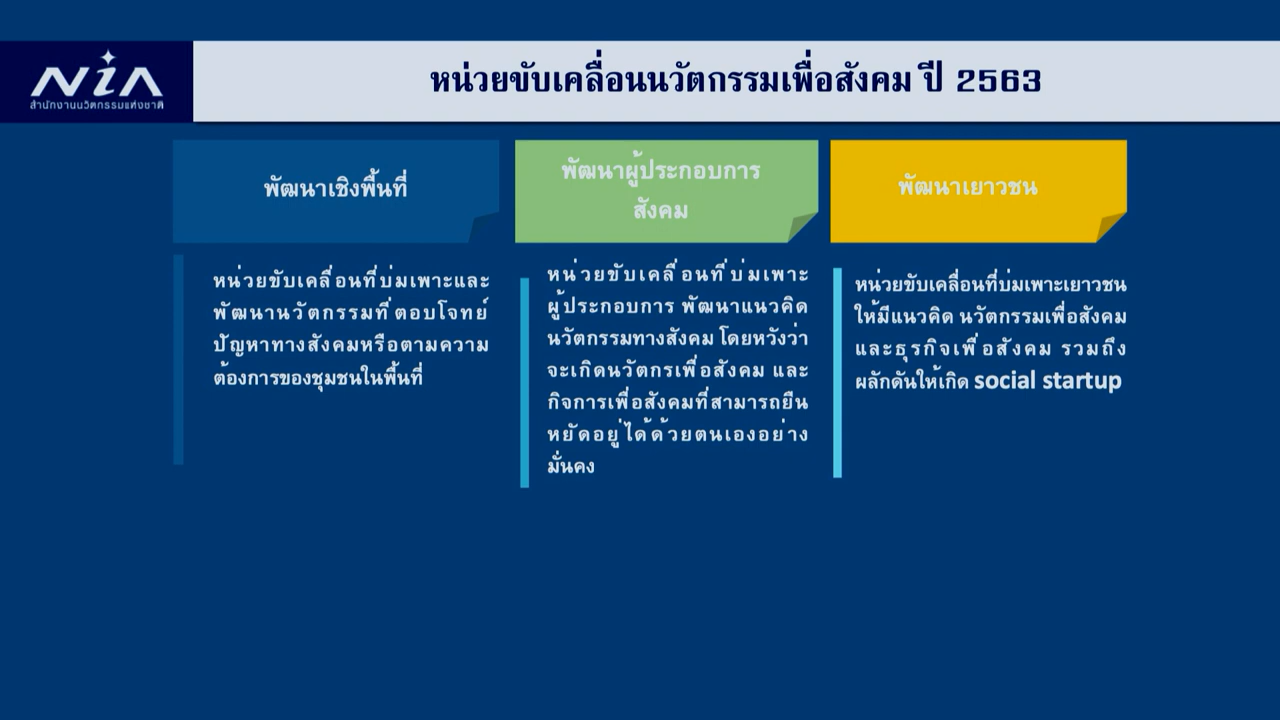 NIA
สำนักงานนวัตกรรมแห่งชาติ
หน่วยขับเคลื่อนนวัตกรรมเพื่อสังคม ปี 2563
พัฒนาเชิงพื้นที่
หน่วยขับเคลื่อนที่บ่มเพาะและ
พัฒนานวัตกรรมที่ตอบโจทย์
ปัญหาทางสังคมหรือตามความ
ต้องการของชุมชนในพื้นที่
พัฒนาผู้ประกอบการ
สังคม
หน่วยขับเคลื่อนที่บ่มเพาะ
ผู้ประกอบการ พัฒนาแนวคิด
นวัตกรรมทางสังคม โดยหวังว่า
จะเกิดนวัตกรเพื่อสังคม และ
กิจการเพื่อสังคมที่สามารถยืน
หยัดอยู่ได้ด้วยตนเองอย่าง
มั่นคง
พัฒนาเยาวชน
หน่วยขับเคลื่อนที่บ่มเพาะเยาวชน
ให้มีแนวคิด นวัตกรรมเพื่อสังคม
และธุรกิจเพื่อสังคม รวมถึง
ผลักดันให้เกิด social startup